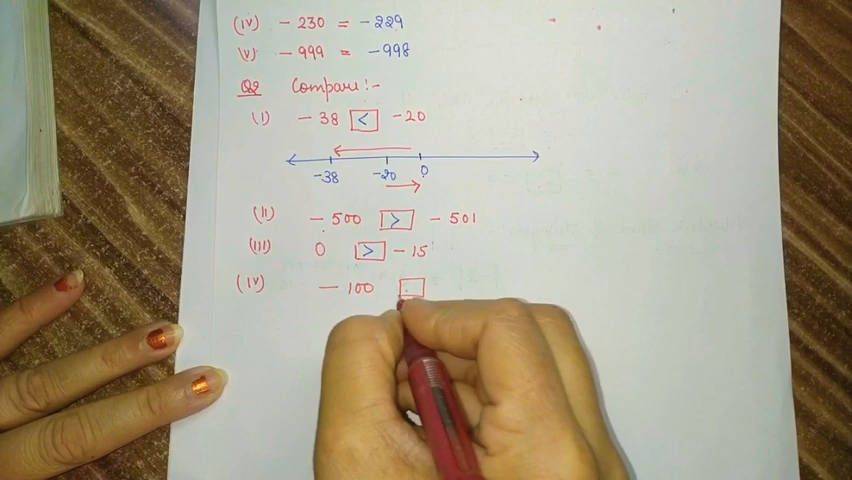 (iv) - 230 = -229
(v) - 999 = -998
Q2 Compare :-
(i) - 38 < -20
-38 -20 0
(ii) - 500 > - 501
(iii) 0 > - 15
(iv) - 100